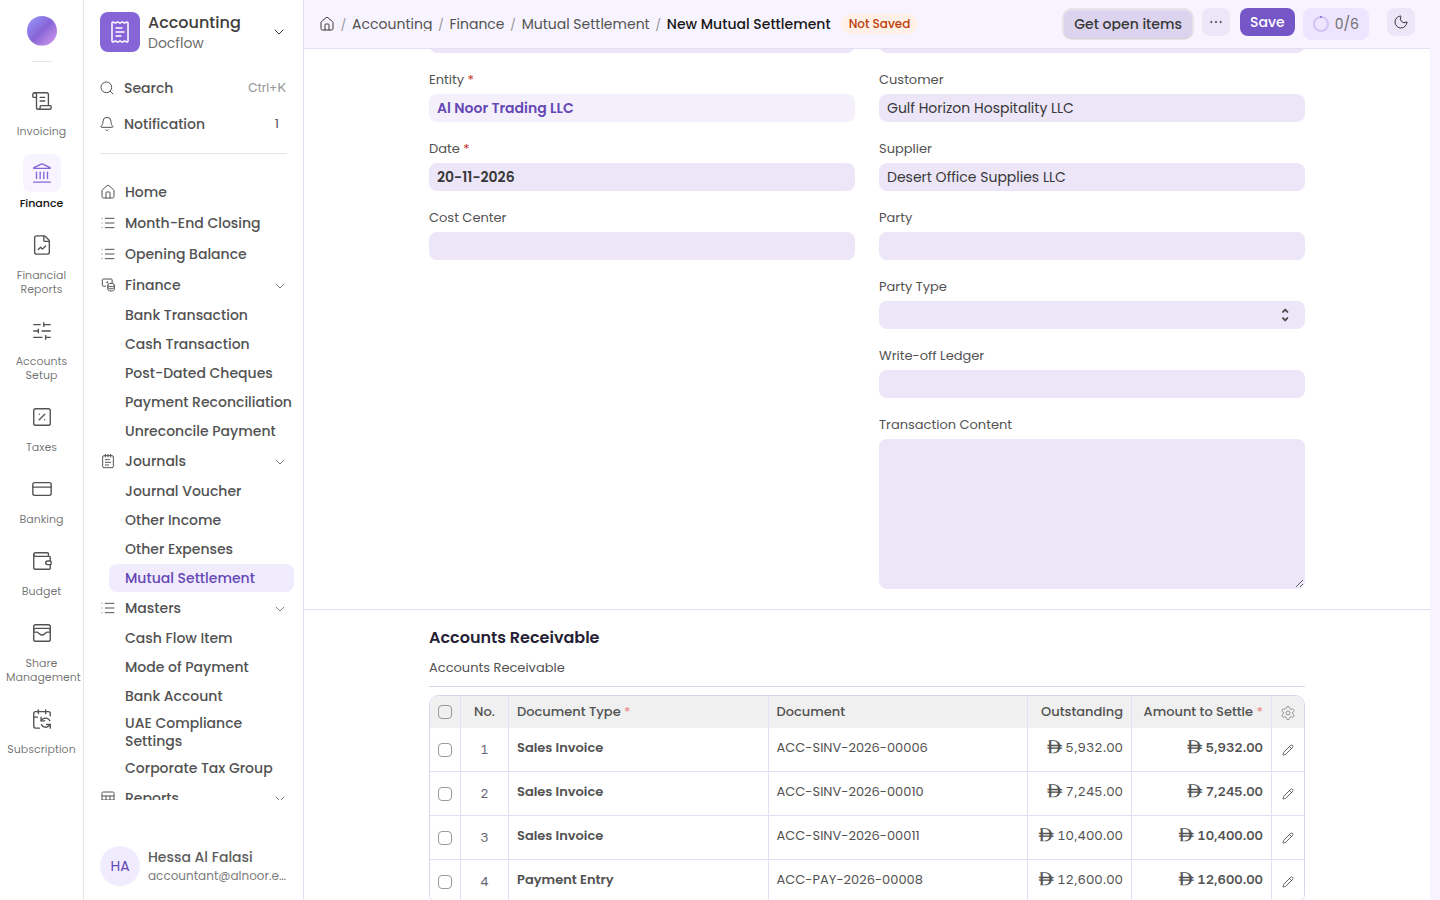 Invoicing
Finance
Financial
Reports
Accounts
Setup
Taxes
Banking
Budget
Share
Management
Subscription
Accounting
Docflow
Search Ctrl+K
Notification 1
Home
Month-End Closing
Opening Balance
Finance
Bank Transaction
Cash Transaction
Post-Dated Cheques
Payment Reconciliation
Unreconcile Payment
Journals
Journal Voucher
Other Income
Other Expenses
Mutual Settlement
Masters
Cash Flow Item
Mode of Payment
Bank Account
UAE Compliance
Settings
Corporate Tax Group
Reports
HA
Hessa Al Falasi
accountant@alnoor.e...
/ Accounting / Finance / Mutual Settlement / New Mutual Settlement Not Saved
Get open items ... Save 0/6
Entity *
Al Noor Trading LLC
Date *
20-11-2026
Cost Center
Customer
Gulf Horizon Hospitality LLC
Supplier
Desert Office Supplies LLC
Party
Party Type
Write-off Ledger
Transaction Content
Accounts Receivable
Accounts Receivable
No. Document Type * Document Outstanding Amount to Settle *
1 Sales Invoice ACC-SINV-2026-00006 5,932.00 5,932.00
2 Sales Invoice ACC-SINV-2026-00010 7,245.00 7,245.00
3 Sales Invoice ACC-SINV-2026-00011 10,400.00 10,400.00
4 Payment Entry ACC-PAY-2026-00008 12,600.00 12,600.00